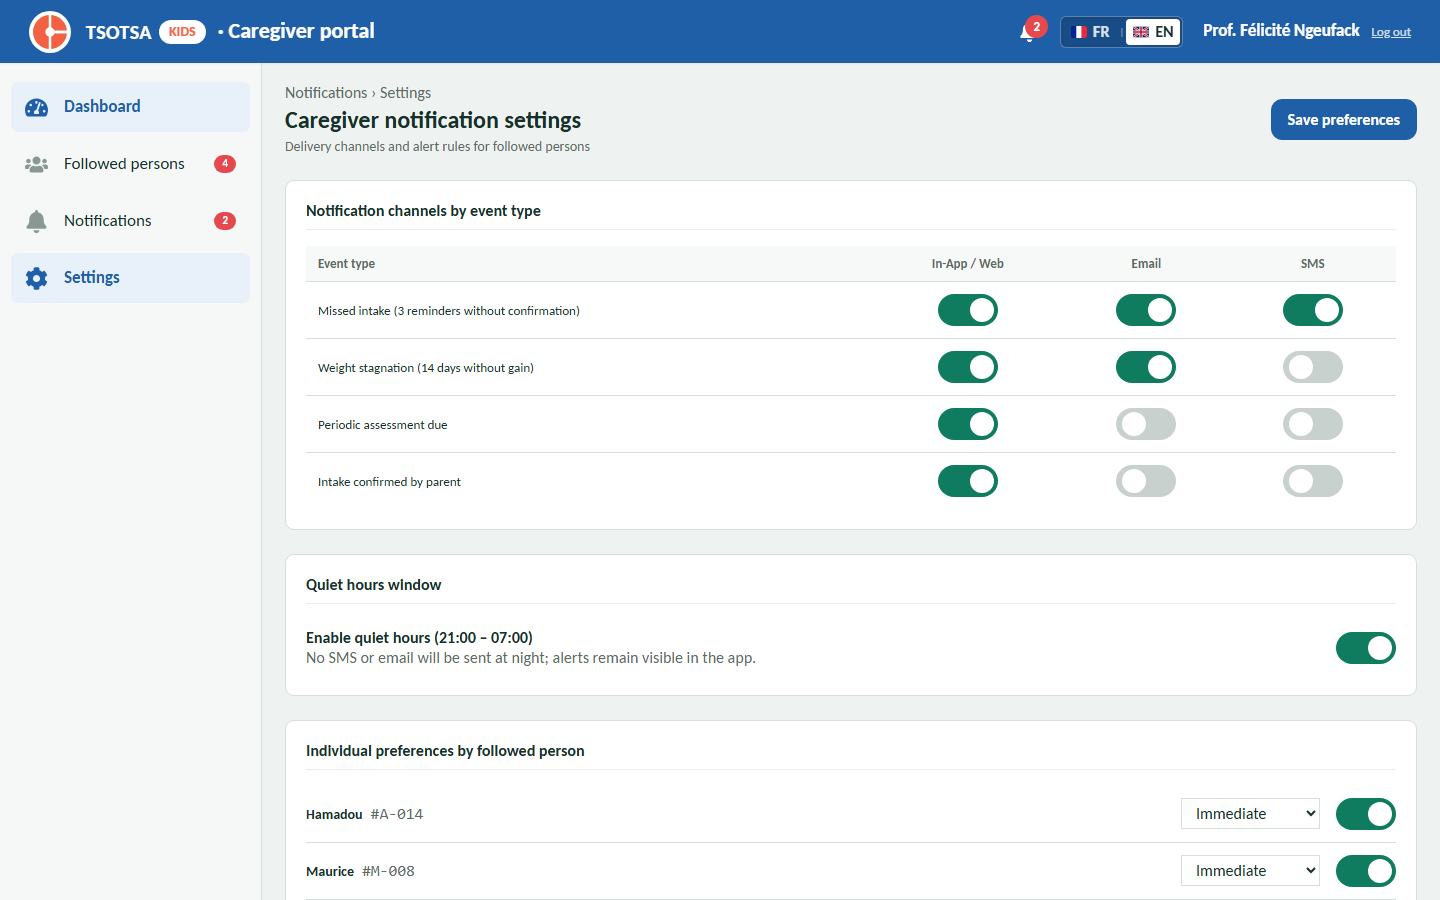 TSOTSA KIDS · Caregiver portal
2
FR | EN
Prof. Félicité Ngeufack
Log out
Dashboard
Followed persons 4
Notifications 2
Settings
Notifications › Settings
Caregiver notification settings
Delivery channels and alert rules for followed persons
Save preferences
Notification channels by event type
Event type In-App / Web Email SMS
Missed intake (3 reminders without confirmation)
Weight stagnation (14 days without gain)
Periodic assessment due
Intake confirmed by parent
Quiet hours window
Enable quiet hours (21:00 – 07:00)
No SMS or email will be sent at night; alerts remain visible in the app.
Individual preferences by followed person
Hamadou #A-014 Immediate
Maurice #M-008 Immediate